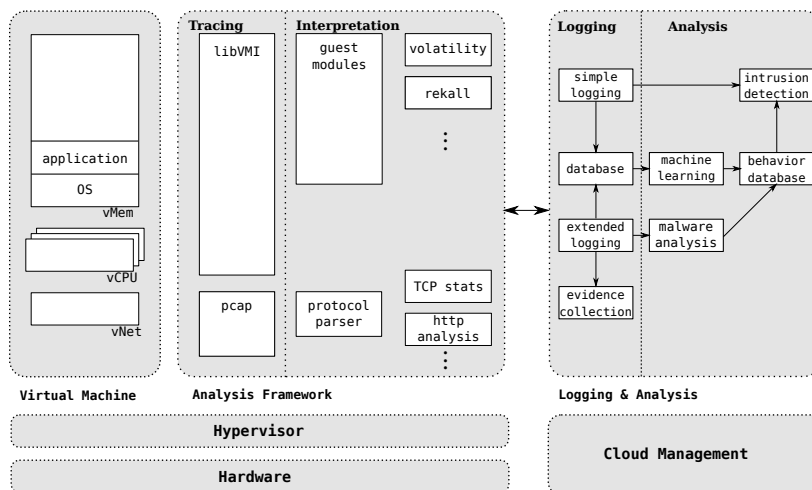 Tracing
Interpretation
Logging
Analysis
libVMI
guest
modules
volatility
rekall
application
OS
vMem
vCPU
vNet
pcap
protocol
parser
TCP stats
http
analysis
simple
logging
intrusion
detection
database
machine
learning
behavior
database
extended
logging
malware
analysis
evidence
collection
Virtual Machine
Analysis Framework
Logging & Analysis
Hypervisor
Hardware
Cloud Management